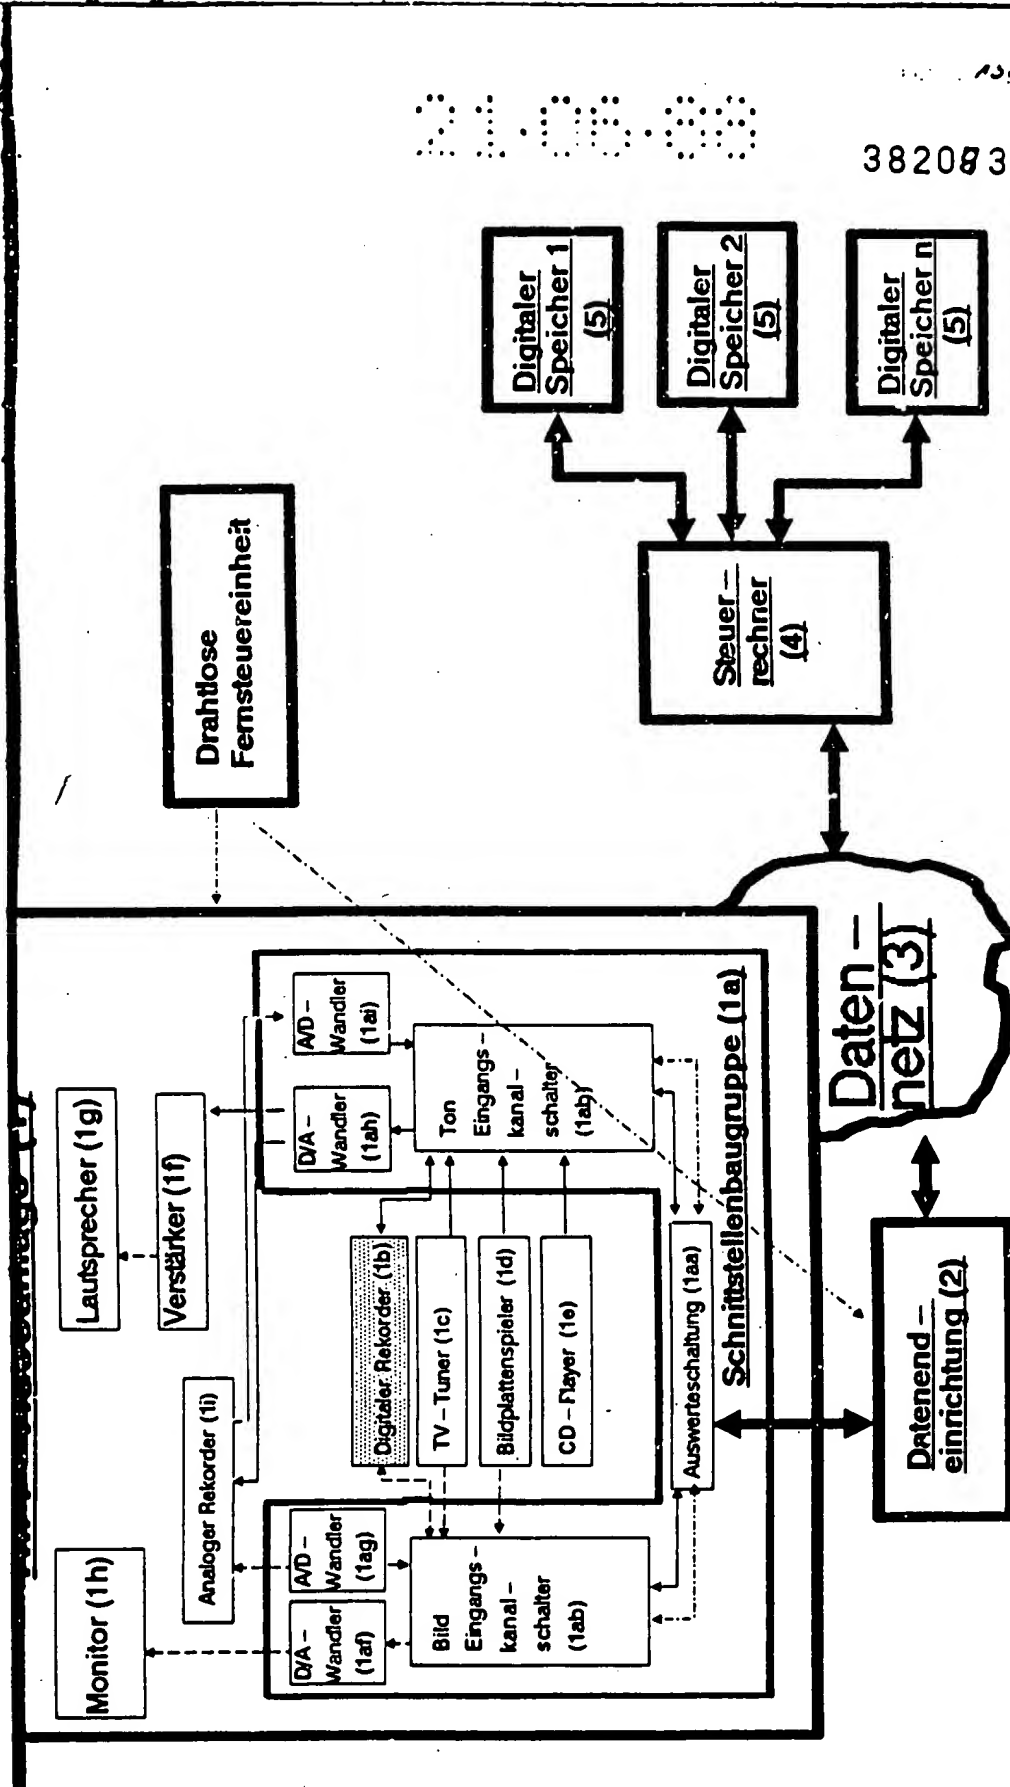 21.06.88
Digitaler
Speicher 1
(5)
Digitaler
Speicher 2
(5)
Digitaler
Speicher n
(5)
Drahtlose
Fernsteuereinheit
Steuer-
rechner
(4)
Daten-
netz (3)
Datenend-
einrichtung (2)
Lautsprecher (1g)
Verstärker (1f)
Analoger Rekorder (1i)
Monitor (1h)
A/D-
Wandler
(1ai)
D/A-
Wandler
(1ah)
Ton
Eingangs-
kanal-
schalter
(1ab)
Digitaler Rekorder (1b)
TV-Tuner (1c)
Bildplattenspieler (1d)
CD-Player (1e)
Auswerteschaltung (1aa)
Schnittstellenbaugruppe (1a)
A/D-
Wandler
(1ag)
D/A-
Wandler
(1af)
Bild
Eingangs-
kanal-
schalter
(1ab)